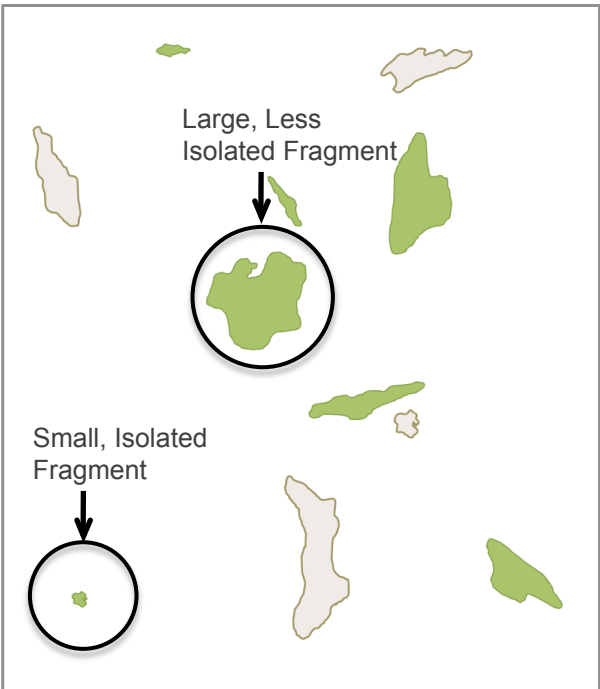 Large, Less
Isolated Fragment
Small, Isolated
Fragment